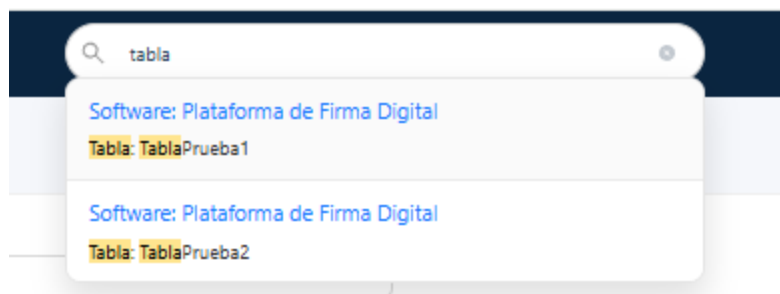 tabla
Software: Plataforma de Firma Digital
Tabla: TablaPrueba1
Software: Plataforma de Firma Digital
Tabla: TablaPrueba2